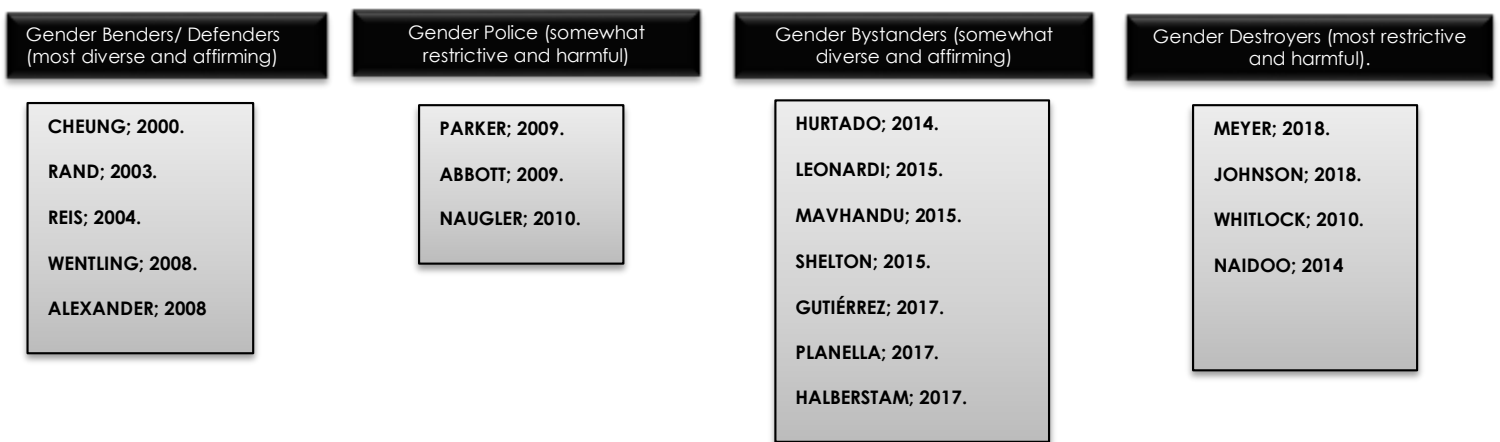 Gender Benders/ Defenders
(most diverse and affirming)
CHEUNG; 2000.
RAND; 2003.
REIS; 2004.
WENTLING; 2008.
ALEXANDER; 2008
Gender Police (somewhat
restrictive and harmful)
PARKER; 2009.
ABBOTT; 2009.
NAUGLER; 2010.
Gender Bystanders (somewhat
diverse and affirming)
HURTADO; 2014.
LEONARDI; 2015.
MAVHANDU; 2015.
SHELTON; 2015.
GUTIÉRREZ; 2017.
PLANELLA; 2017.
HALBERSTAM; 2017.
Gender Destroyers (most restrictive
and harmful).
MEYER; 2018.
JOHNSON; 2018.
WHITLOCK; 2010.
NAIDOO; 2014